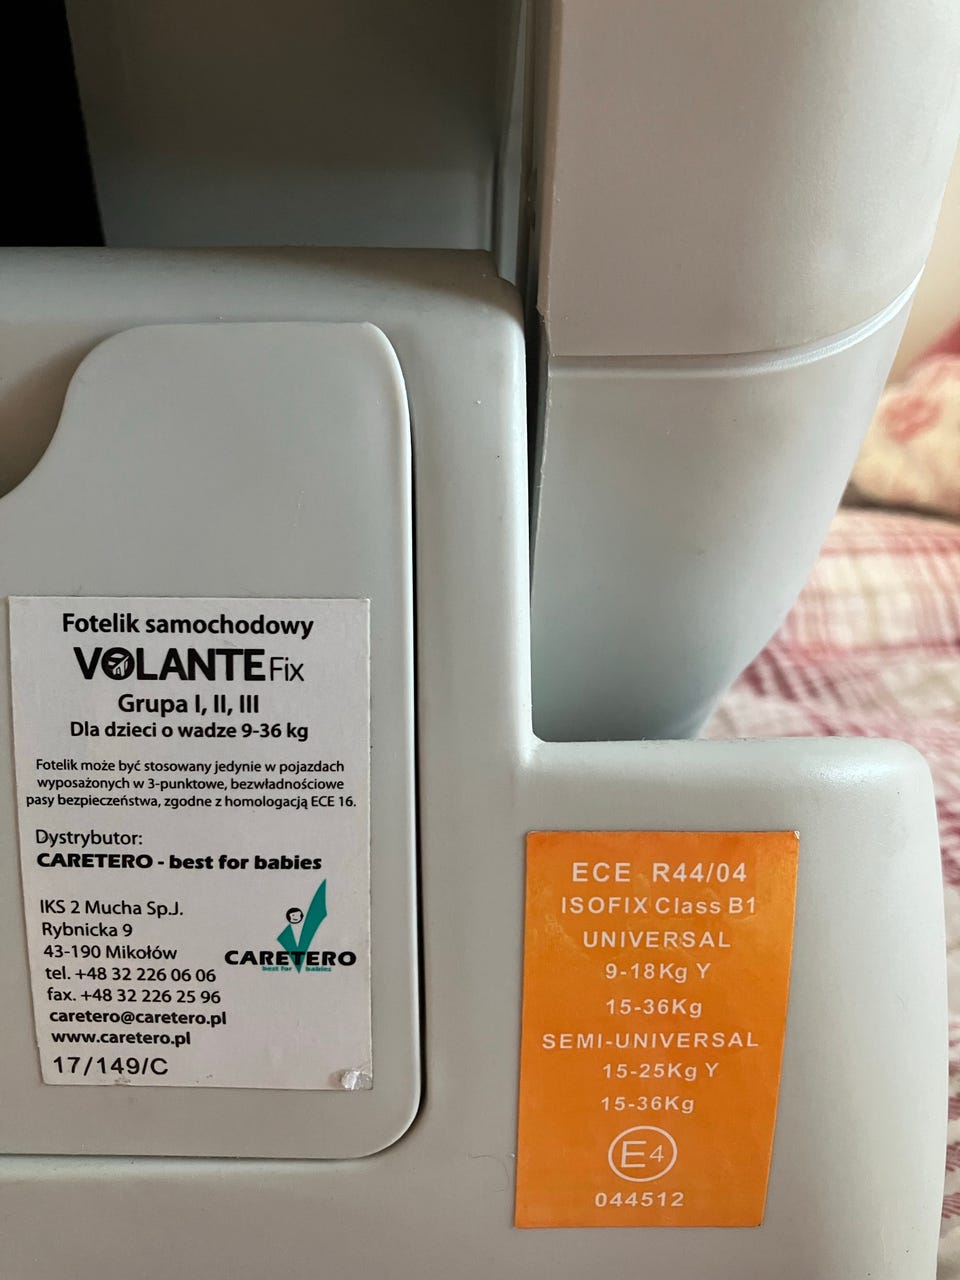 Fotelik samochodowy
VOLANTE Fix
Grupa I, II, III
Dla dzieci o wadze 9-36 kg
Fotelik może być stosowany jedynie w pojazdach
wyposażonych w 3-punktowe, bezwładnościowe
pasy bezpieczeństwa, zgodne z homologacją ECE 16.
Dystrybutor:
CARETERO - best for babies
IKS 2 Mucha Sp.J.
Rybnicka 9
43-190 Mikołów
tel. +48 32 226 06 06
fax. +48 32 226 25 96
caretero@caretero.pl
www.caretero.pl
17/149/C
CARETERO
best for babies
ECE R44/04
ISOFIX Class B1
UNIVERSAL
9-18Kg Y
15-36Kg
SEMI-UNIVERSAL
15-25Kg Y
15-36Kg
E4
044512